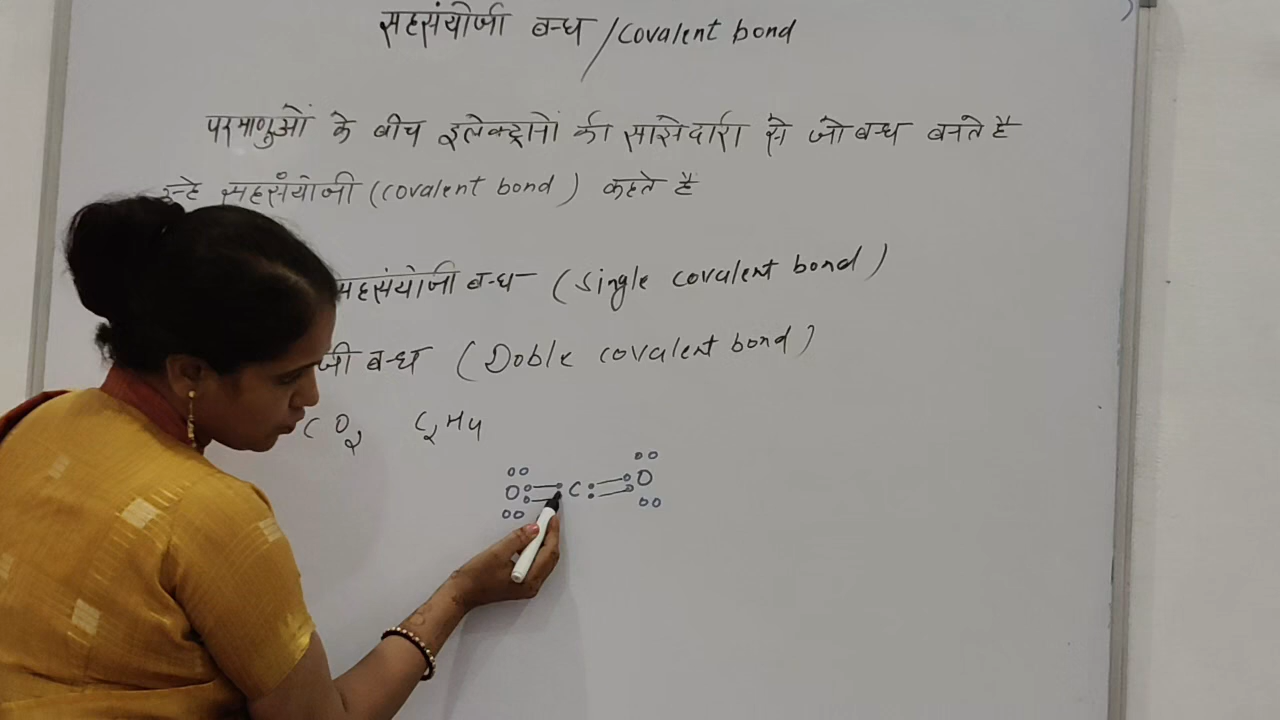 सहसंयोजी बन्ध / Covalent bond
परमाणुओं के बीच इलेक्ट्रानों की साझेदारी से जो बन्ध बनते है
उन्हे सहसंयोजी (Covalent bond) कहते है
सहसंयोजी बन्ध (Single covalent bond)
जी बन्ध (Doble covalent bond)
CO2 C2H4
O C O